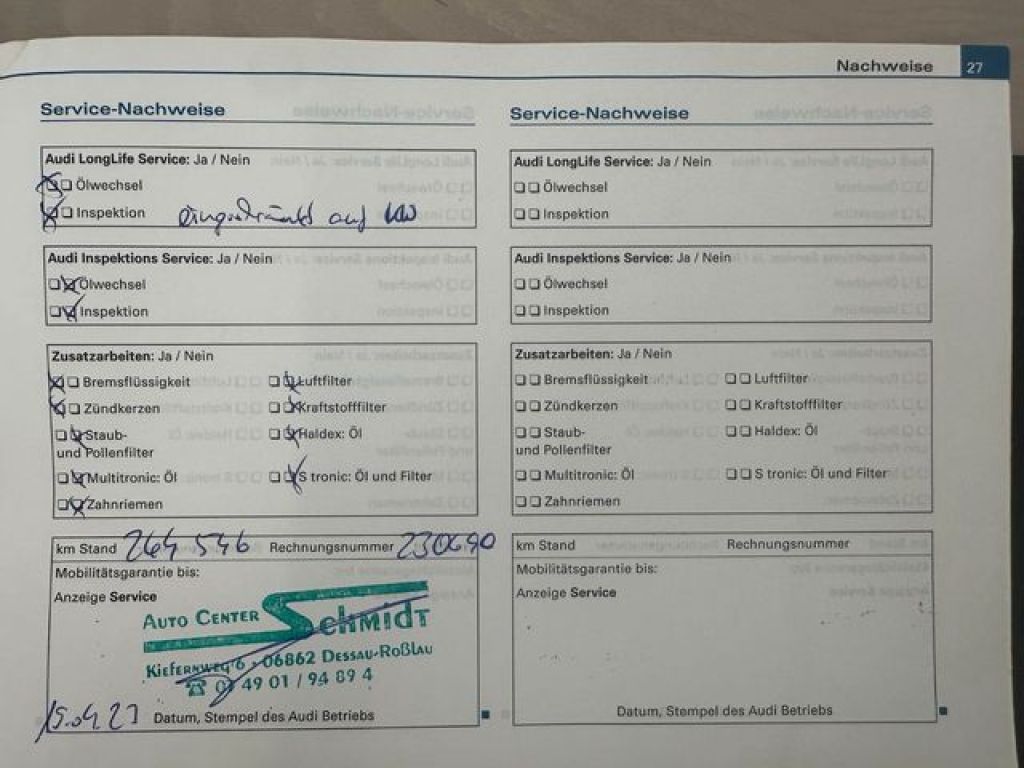 Nachweise 27
Service-Nachweise
Audi LongLife Service: Ja / Nein
Ölwechsel
Inspektion auf
Audi Inspektions Service: Ja / Nein
Ölwechsel
Inspektion
Zusatzarbeiten: Ja / Nein
Bremsflüssigkeit Luftfilter
Zündkerzen Kraftstofffilter
Staub- Haldex: Öl
und Pollenfilter
Multitronic: Öl S tronic: Öl und Filter
Zahnriemen
km Stand 264 546 Rechnungsnummer 230690
Mobilitätsgarantie bis:
Anzeige Service
AUTO CENTER SCHMIDT
KIEFERNWEG 6 · 06862 DESSAU-ROßLAU
☎ 03 49 01 / 94 89 4
Datum, Stempel des Audi Betriebs
Service-Nachweise
Audi LongLife Service: Ja / Nein
Ölwechsel
Inspektion
Audi Inspektions Service: Ja / Nein
Ölwechsel
Inspektion
Zusatzarbeiten: Ja / Nein
Bremsflüssigkeit Luftfilter
Zündkerzen Kraftstofffilter
Staub- Haldex: Öl
und Pollenfilter
Multitronic: Öl S tronic: Öl und Filter
Zahnriemen
km Stand Rechnungsnummer
Mobilitätsgarantie bis:
Anzeige Service
Datum, Stempel des Audi Betriebs